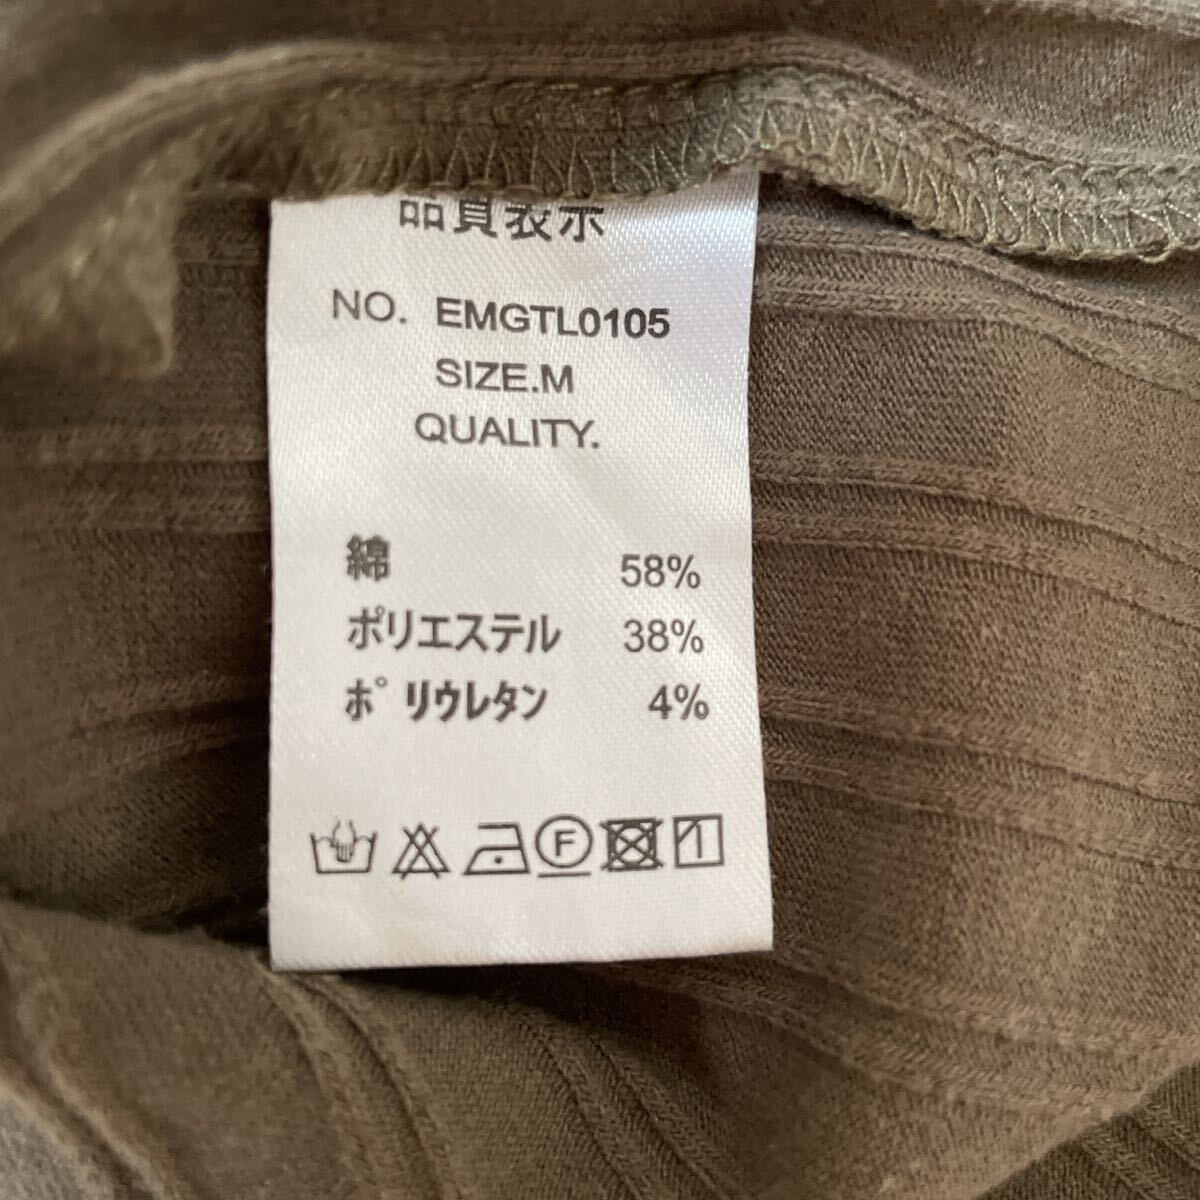 品質表示
NO. EMGTL0105
SIZE.M
QUALITY.
綿 58%
ポリエステル 38%
ポリウレタン 4%
F